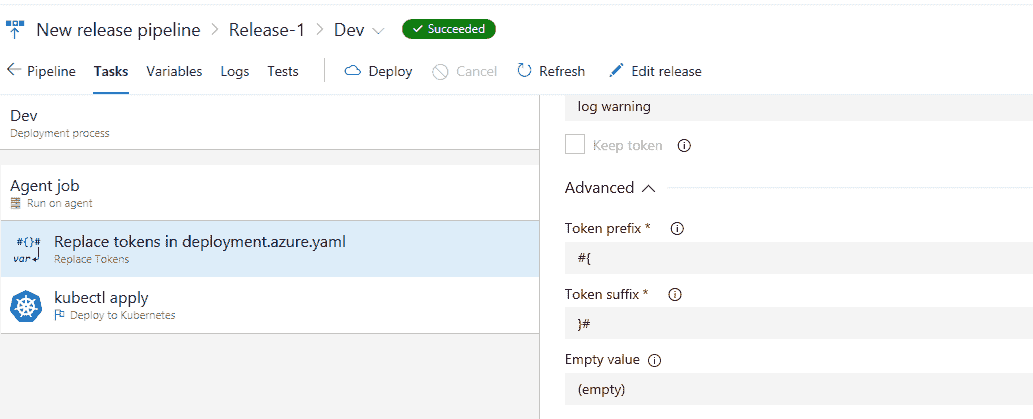 New release pipeline > Release-1 > Dev Succeeded
Pipeline Tasks Variables Logs Tests Deploy Cancel Refresh Edit release
Dev
Deployment process
Agent job
Run on agent
#{}#
var
Replace tokens in deployment.azure.yaml
Replace Tokens
kubectl apply
Deploy to Kubernetes
log warning
Keep token
Advanced
Token prefix *
#{
Token suffix *
}#
Empty value
(empty)